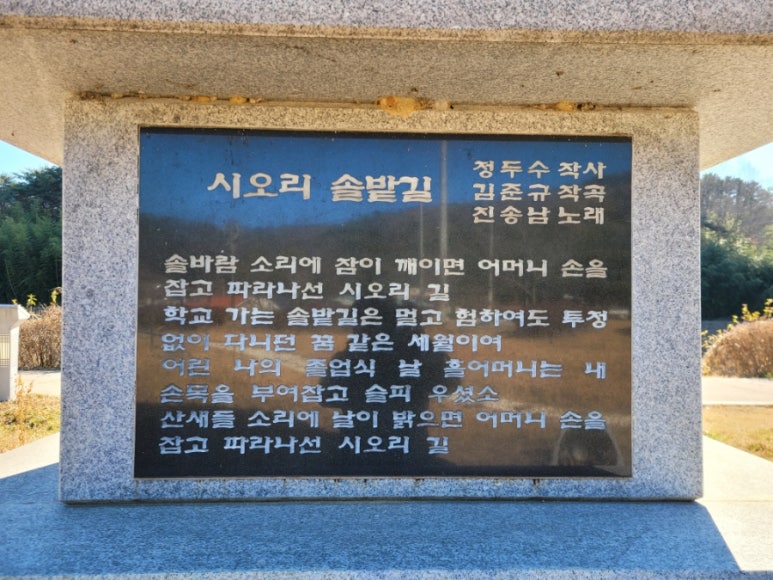 시오리 솔밭길
정두수 작사
김준규 작곡
진송남 노래
솔바람 소리에 잠이 깨이면 어머니 손을
잡고 따라나선 시오리 길
학교 가는 솔밭길은 멀고 험하여도 투정
없이 다니던 꿈 같은 세월이여
어린 나의 졸업식 날 홀어머니는 내
손목을 부여잡고 슬피 우셨소
산새들 소리에 날이 밝으면 어머니 손을
잡고 따라나선 시오리 길